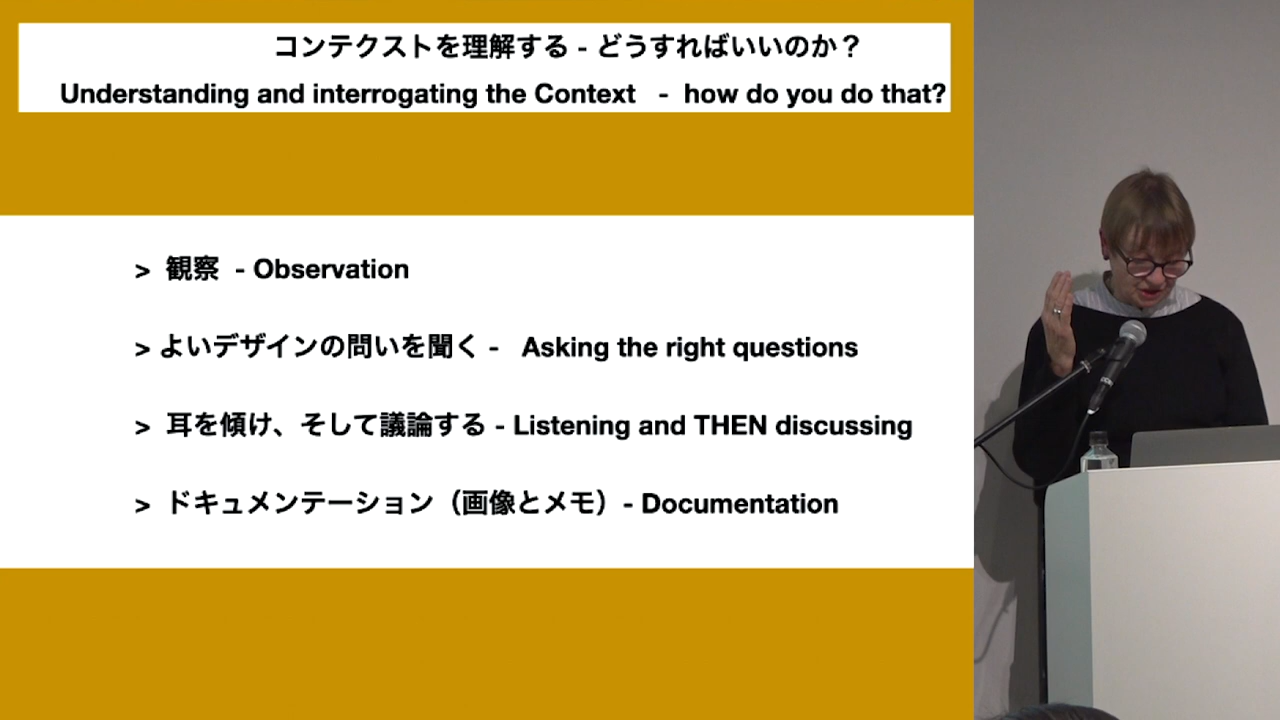 コンテクストを理解する - どうすればいいのか？
Understanding and interrogating the Context - how do you do that?
> 観察 - Observation
> よいデザインの問いを聞く - Asking the right questions
> 耳を傾け、そして議論する - Listening and THEN discussing
> ドキュメンテーション（画像とメモ）- Documentation